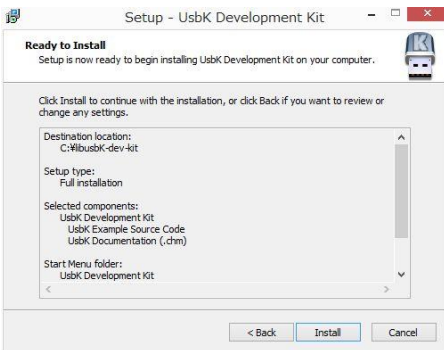 Setup - UsbK Development Kit
Ready to Install
Setup is now ready to begin installing UsbK Development Kit on your computer.
K
Click Install to continue with the installation, or click Back if you want to review or
change any settings.
Destination location:
C:¥libusbK-dev-kit
Setup type:
Full installation
Selected components:
UsbK Development Kit
UsbK Example Source Code
UsbK Documentation (.chm)
Start Menu folder:
UsbK Development Kit
< Back
Install
Cancel